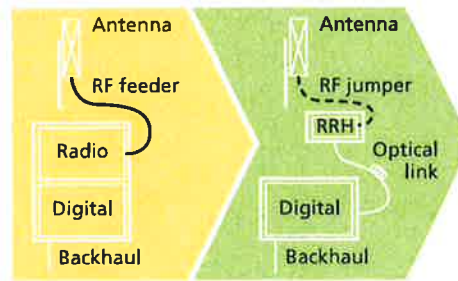 Antenna
RF feeder
Radio
Digital
Backhaul
Antenna
RF jumper
RRH
Optical
link
Digital
Backhaul